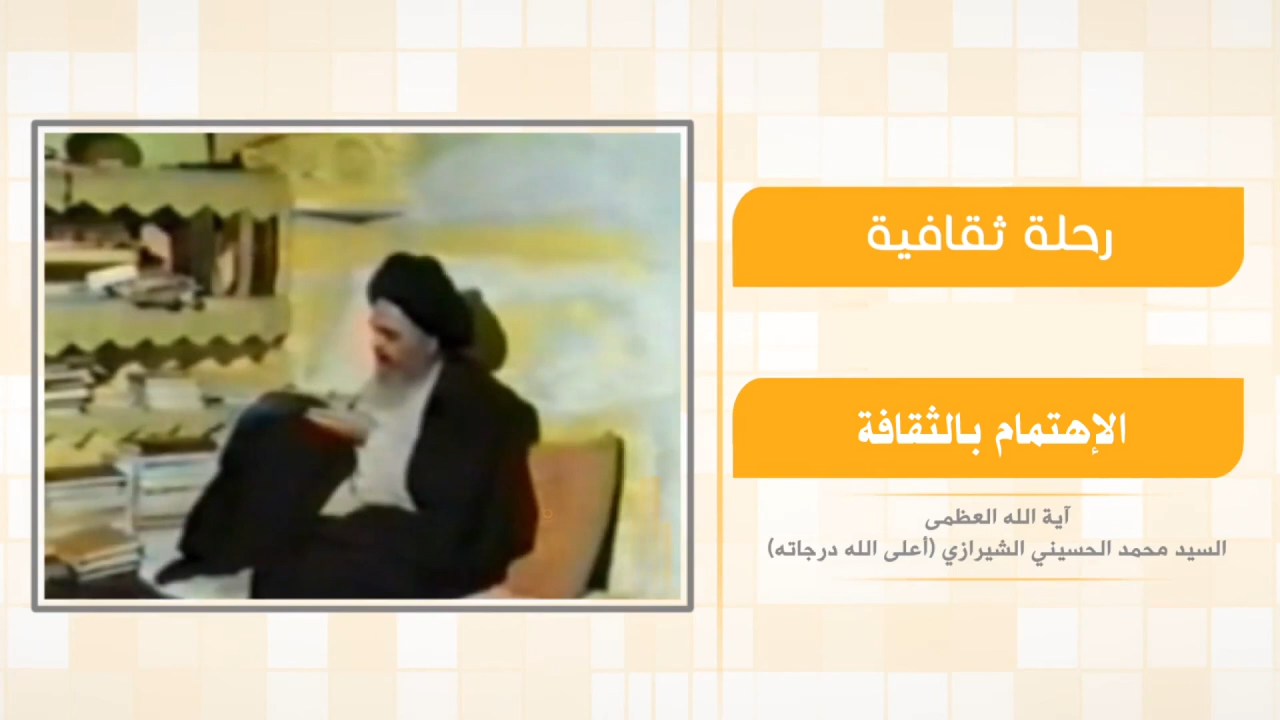 رحلة ثقافية
الإهتمام بالثقافة
آية الله العظمى
السيد محمد الحسيني الشيرازي (أعلى الله درجاته)